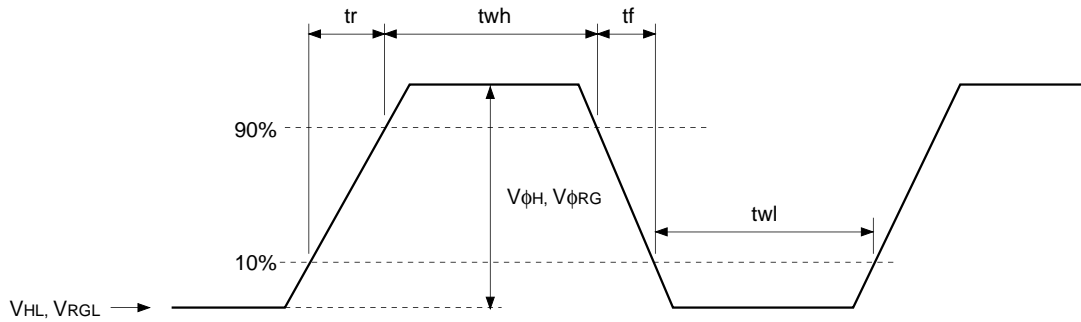 tr twh tf
90%
VϕH, VϕRG
twl
10%
VHL, VRGL